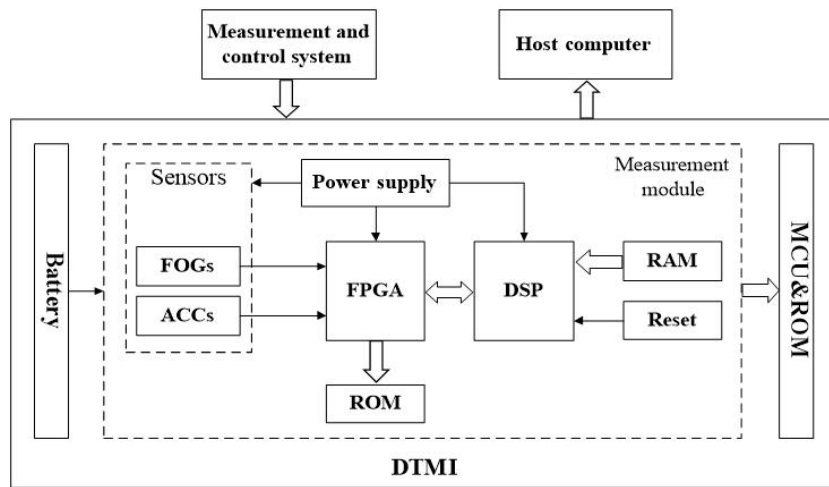 Measurement and
control system
Host computer
Sensors
Power supply
Measurement
module
Battery
FOGs
ACCs
FPGA
DSP
RAM
Reset
ROM
MCU&ROM
DTMI